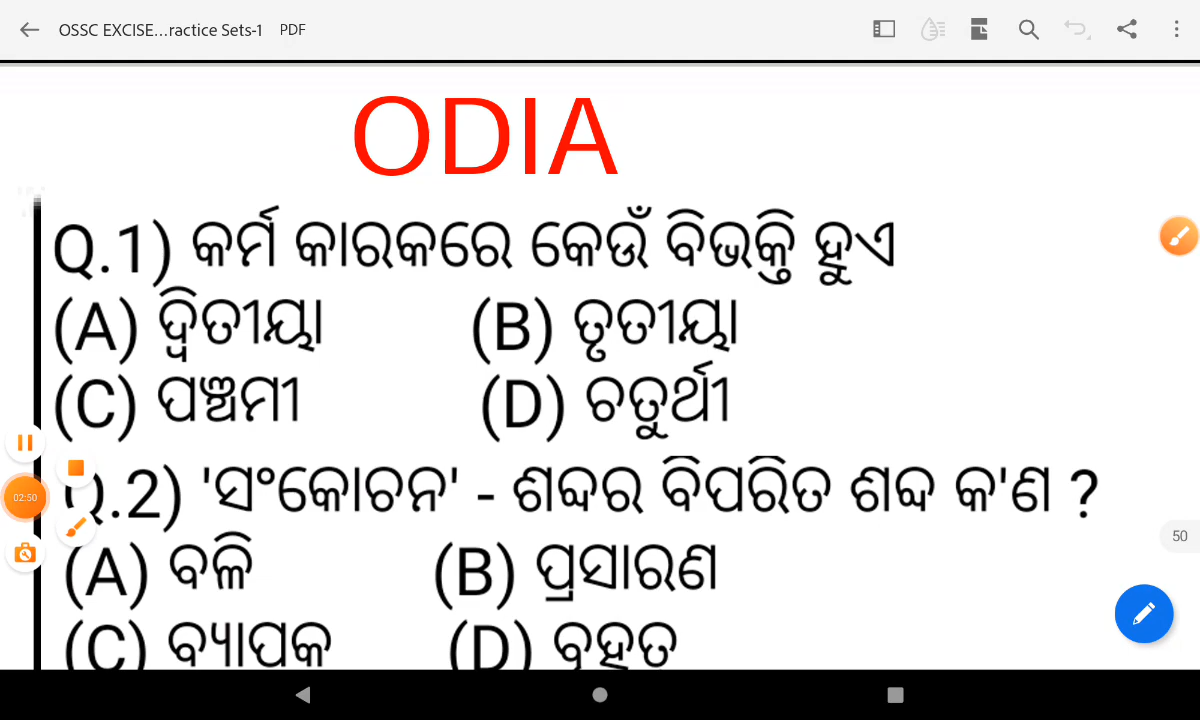 OSSC EXCISE...ractice Sets-1 PDF
ODIA
Q.1) କର୍ମ କାରକରେ କେଉଁ ବିଭକ୍ତି ହୁଏ
(A) ଦ୍ଵିତୀୟା (B) ତୃତୀୟା
(C) ପଞ୍ଚମୀ (D) ଚତୁର୍ଥୀ
Q.2) 'ସଂକୋଚନ' - ଶବ୍ଦର ବିପରିତ ଶବ୍ଦ କ'ଣ ?
02:50
50
(A) ବଳି (B) ପ୍ରସାରଣ
(C) ବ୍ୟାପକ (D) ବୃହତ